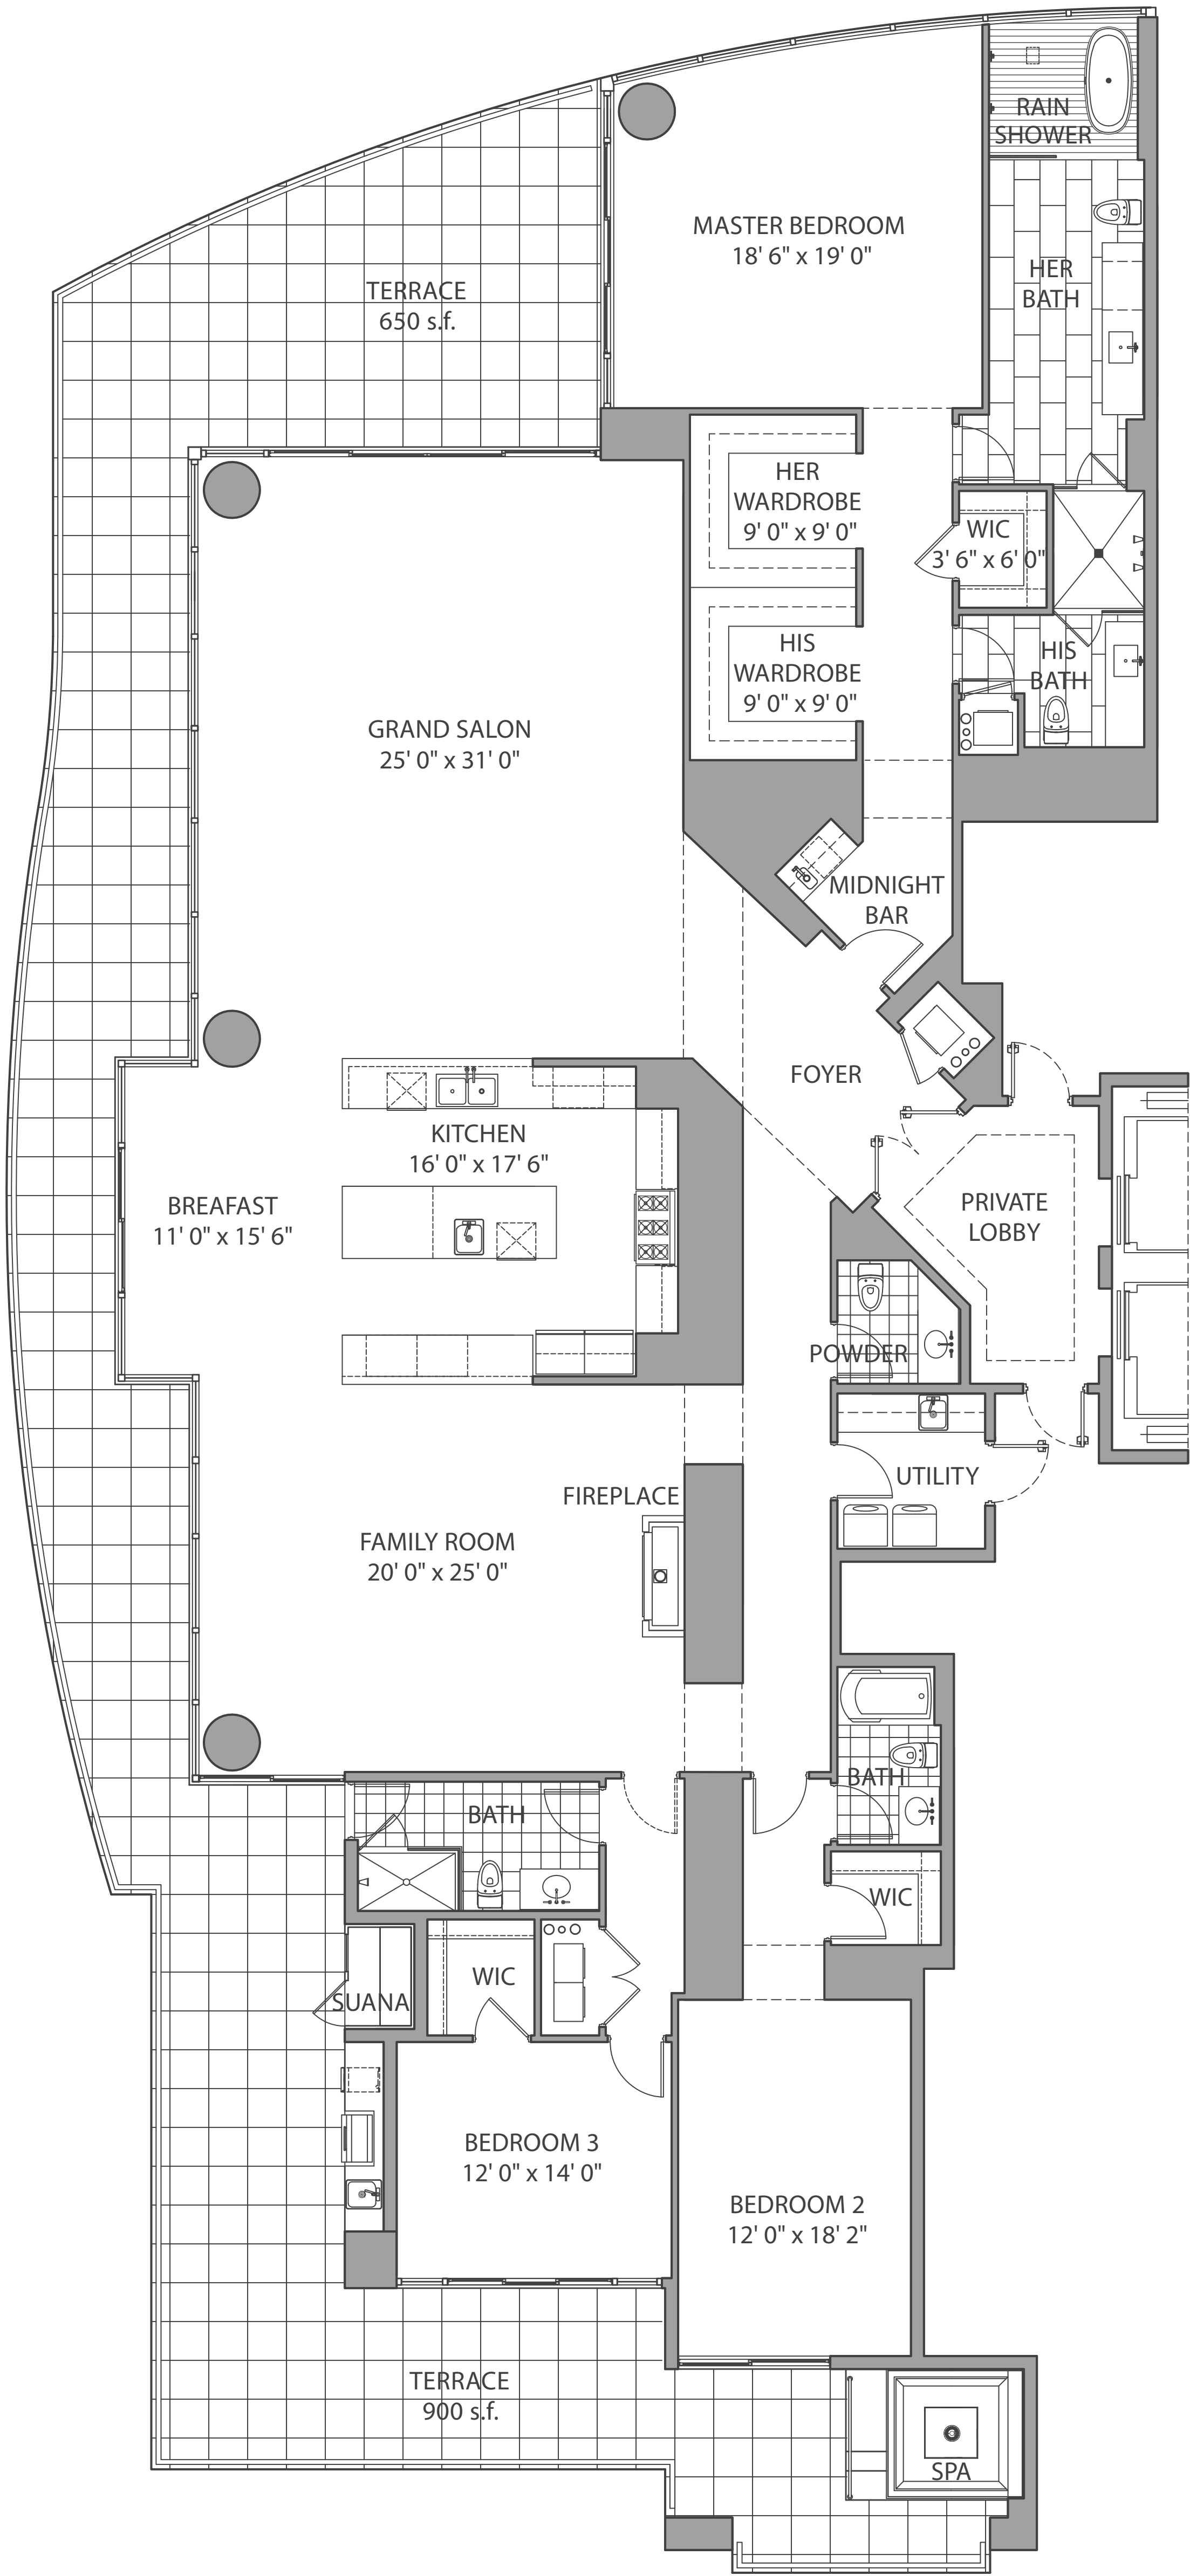 RAIN
SHOWER
MASTER BEDROOM
18' 6" x 19' 0"
HER
BATH
TERRACE
650 s.f.
HER
WARDROBE
9' 0" x 9' 0"
WIC
3' 6" x 6' 0"
HIS
WARDROBE
9' 0" x 9' 0"
HIS
BATH
GRAND SALON
25' 0" x 31' 0"
MIDNIGHT
BAR
FOYER
KITCHEN
16' 0" x 17' 6"
BREAFAST
11' 0" x 15' 6"
PRIVATE
LOBBY
POWDER
UTILITY
FIREPLACE
FAMILY ROOM
20' 0" x 25' 0"
BATH
BATH
WIC
WIC
SUANA
BEDROOM 3
12' 0" x 14' 0"
BEDROOM 2
12' 0" x 18' 2"
TERRACE
900 s.f.
SPA